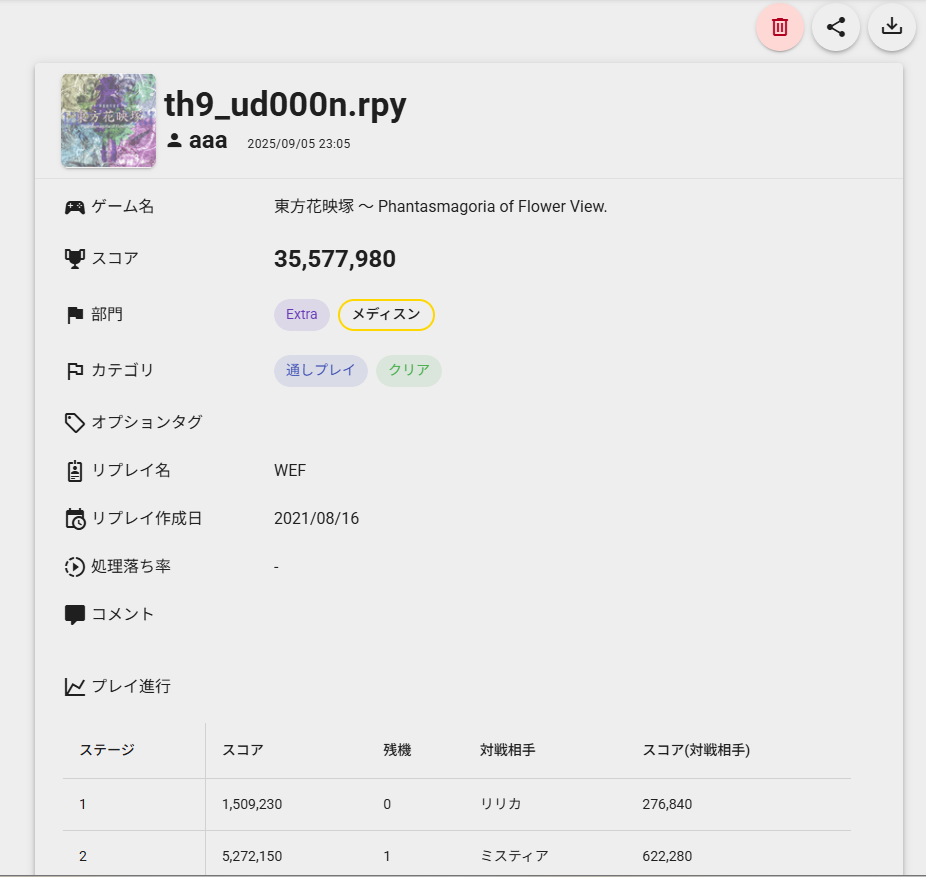 東方花映塚
th9_ud000n.rpy
aaa 2025/09/05 23:05
ゲーム名 東方花映塚 ～ Phantasmagoria of Flower View.
スコア 35,577,980
部門 Extra メディスン
カテゴリ 通しプレイ クリア
オプションタグ
リプレイ名 WEF
リプレイ作成日 2021/08/16
処理落ち率 -
コメント
プレイ進行
ステージ スコア 残機 対戦相手 スコア(対戦相手)
1 1,509,230 0 リリカ 276,840
2 5,272,150 1 ミスティア 622,280